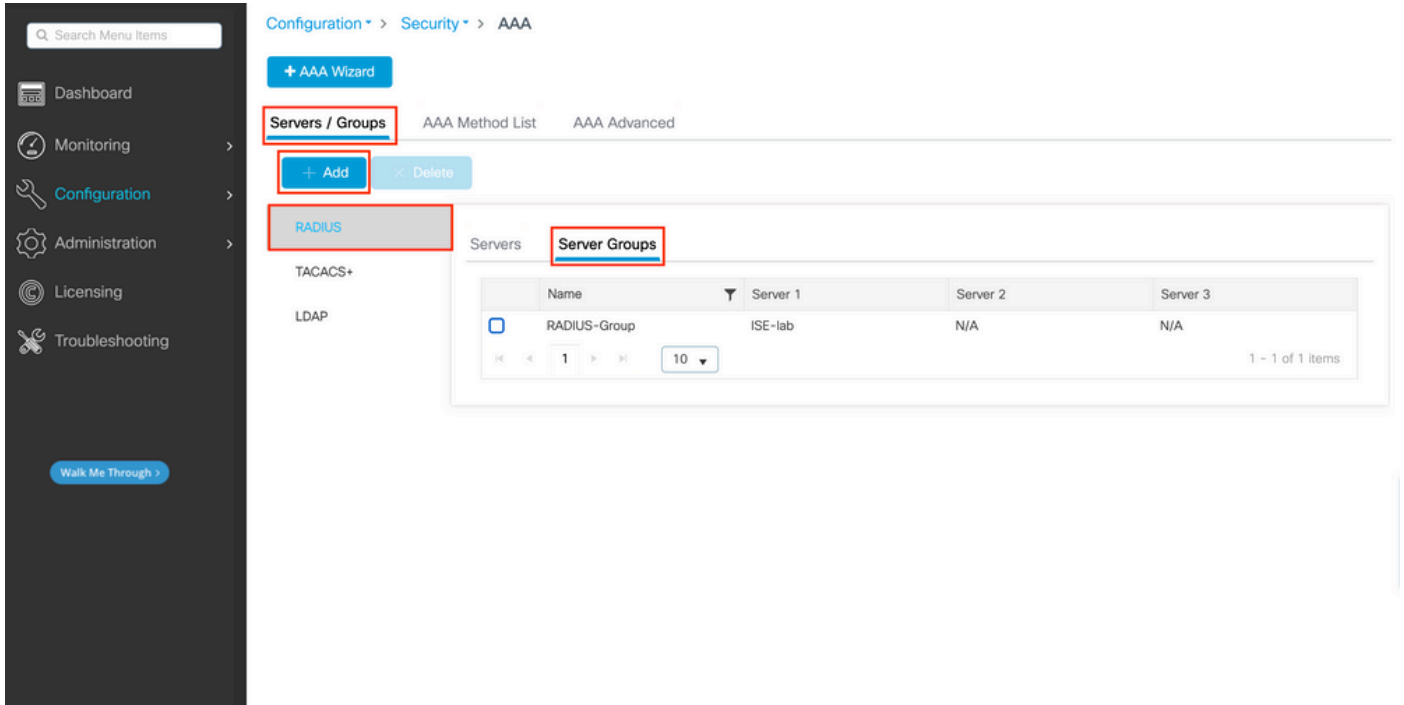 Search Menu Items
Dashboard
Monitoring
Configuration
Administration
Licensing
Troubleshooting
Walk Me Through >
Configuration > Security > AAA
+ AAA Wizard
Servers / Groups AAA Method List AAA Advanced
+ Add × Delete
RADIUS
TACACS+
LDAP
Servers Server Groups
Name Server 1 Server 2 Server 3
RADIUS-Group ISE-lab N/A N/A
1 10 1 - 1 of 1 items